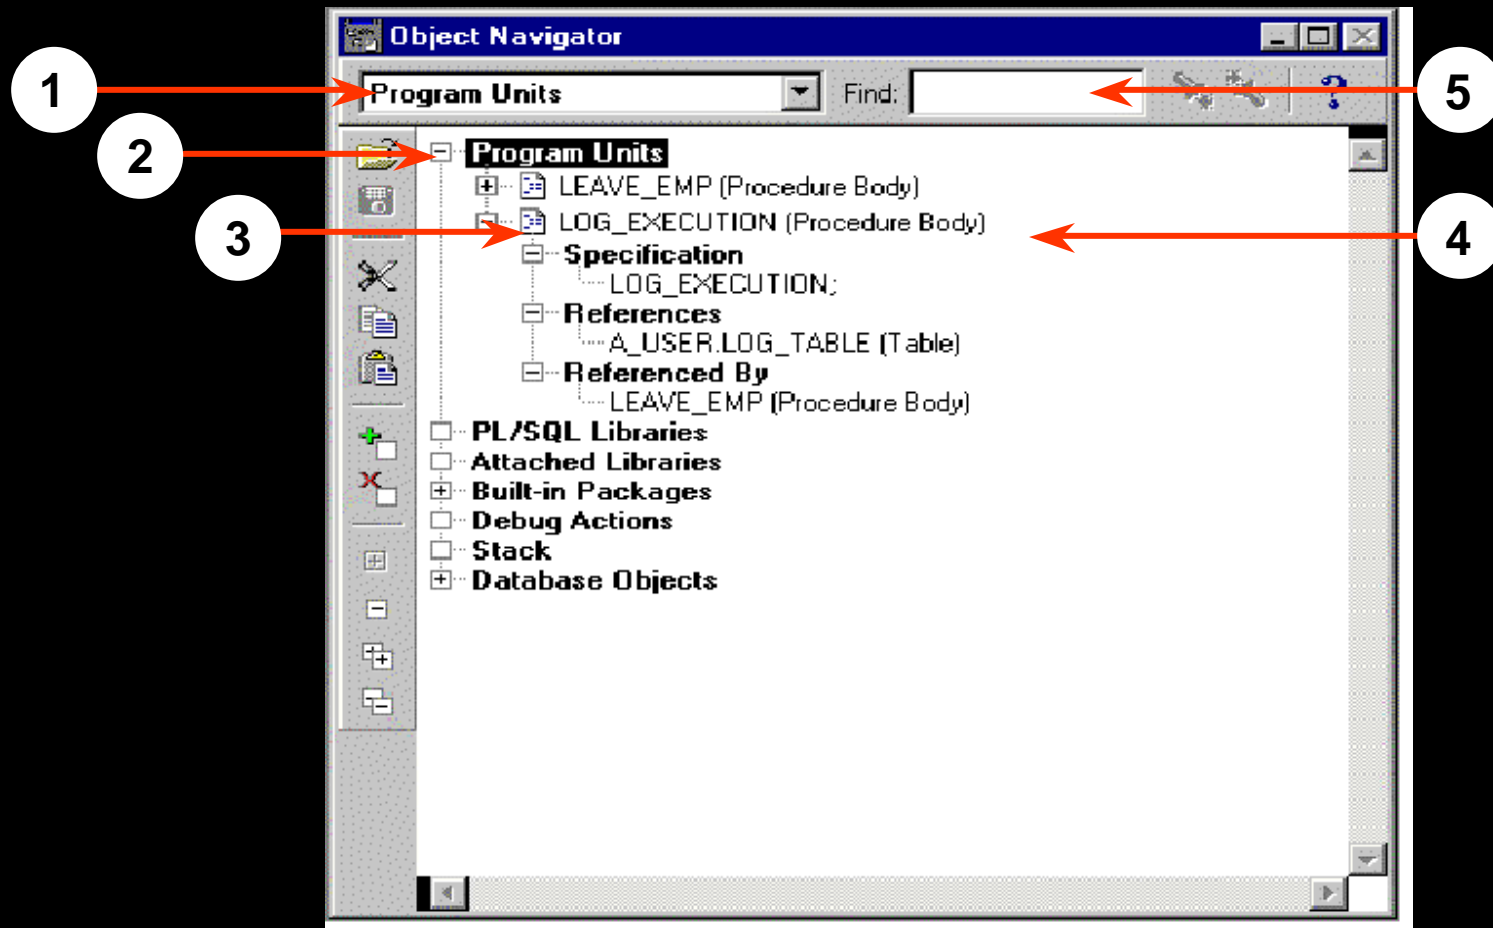 Object Navigator
1
Program Units
Find:
5
2
Program Units
LEAVE_EMP (Procedure Body)
3
LOG_EXECUTION (Procedure Body)
4
Specification
LOG_EXECUTION;
References
A_USER.LOG_TABLE (Table)
Referenced By
LEAVE_EMP (Procedure Body)
PL/SQL Libraries
Attached Libraries
Built-in Packages
Debug Actions
Stack
Database Objects